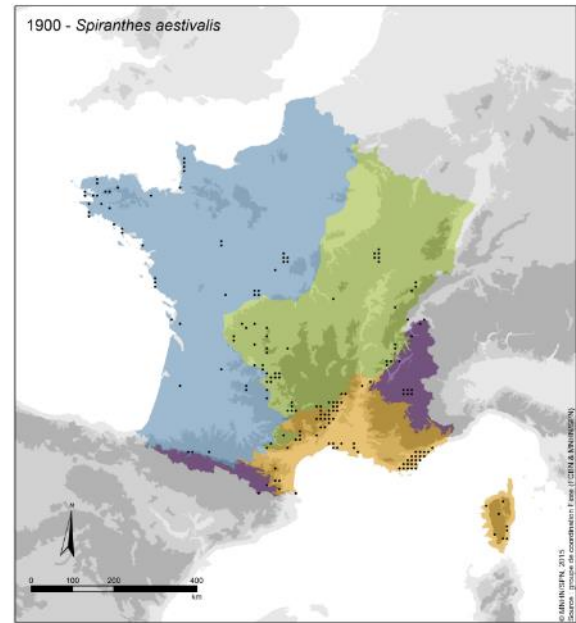 1900 - Spiranthes aestivalis
N
0 100 200 400
km
© MNHN/SPN, 2015
Source : groupe de coordination Flore (FCBN & MNHN/SPN)